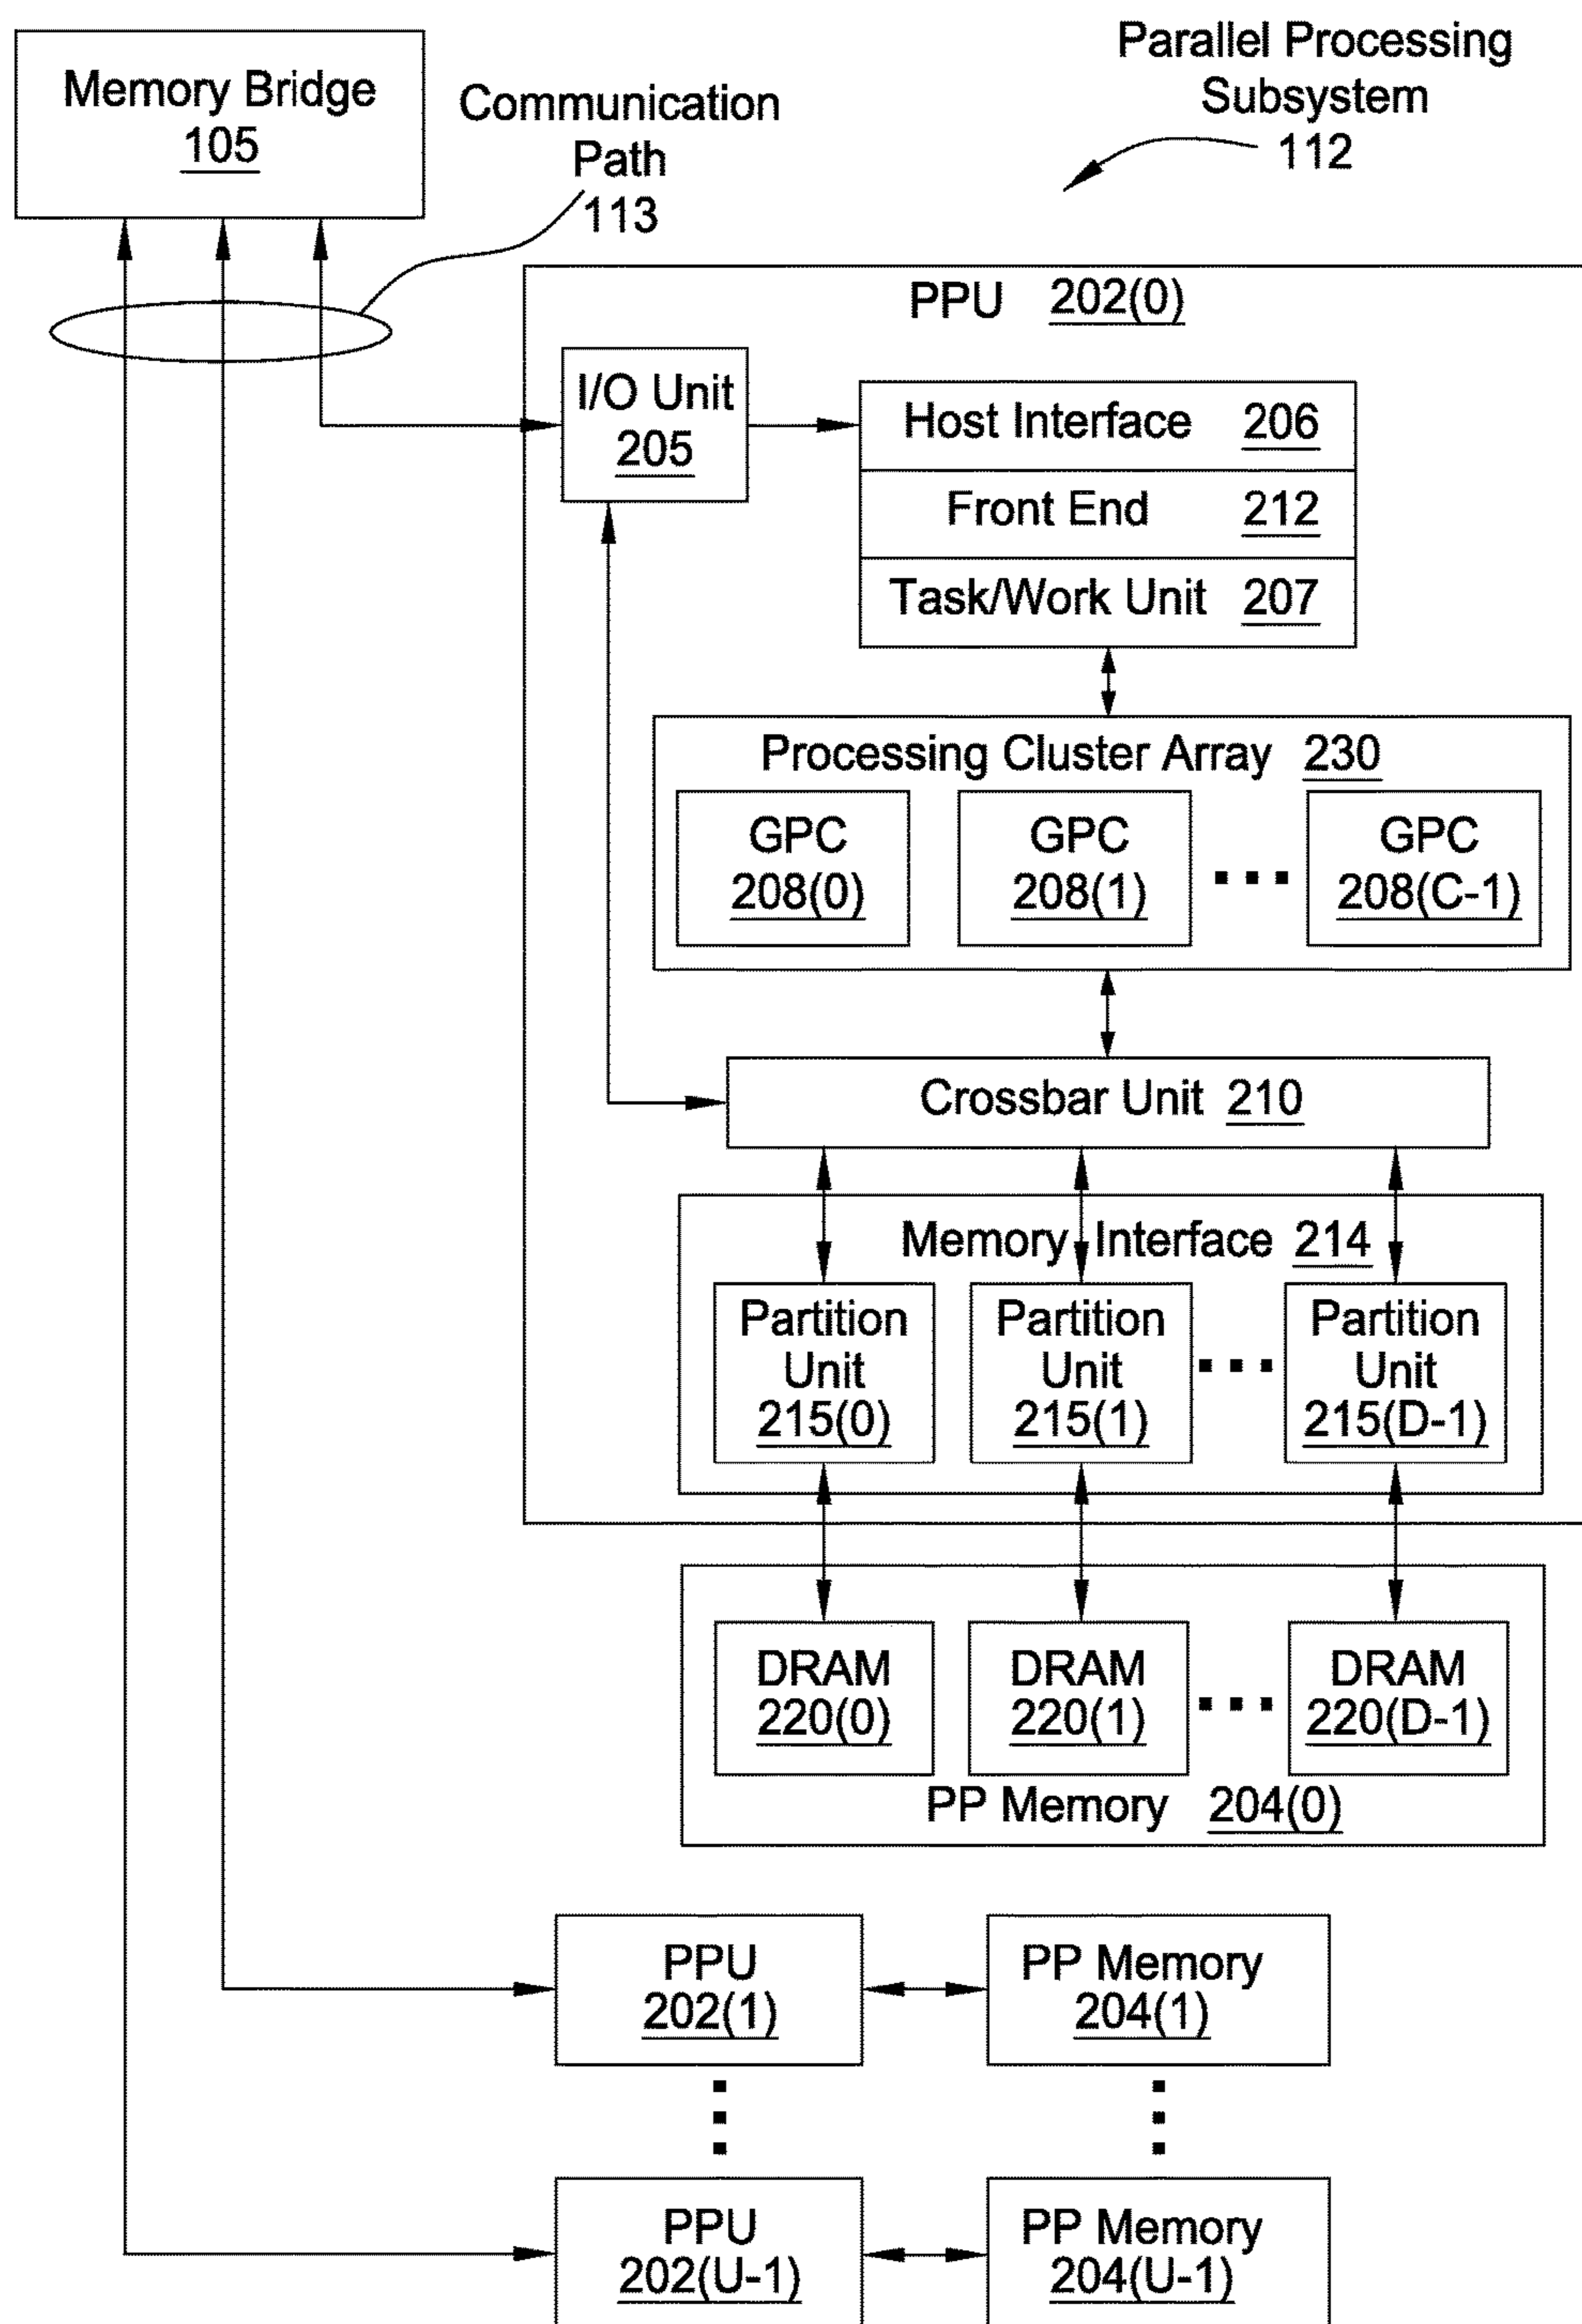 Parallel Processing
Subsystem
112
Memory Bridge
105
Communication
Path
113
PPU 202(0)
I/O Unit
205
Host Interface 206
Front End 212
Task/Work Unit 207
Processing Cluster Array 230
GPC
208(0)
GPC
208(1)
GPC
208(C-1)
Crossbar Unit 210
Memory Interface 214
Partition
Unit
215(0)
Partition
Unit
215(1)
Partition
Unit
215(D-1)
DRAM
220(0)
DRAM
220(1)
DRAM
220(D-1)
PP Memory 204(0)
PPU
202(1)
PP Memory
204(1)
PPU
202(U-1)
PP Memory
204(U-1)